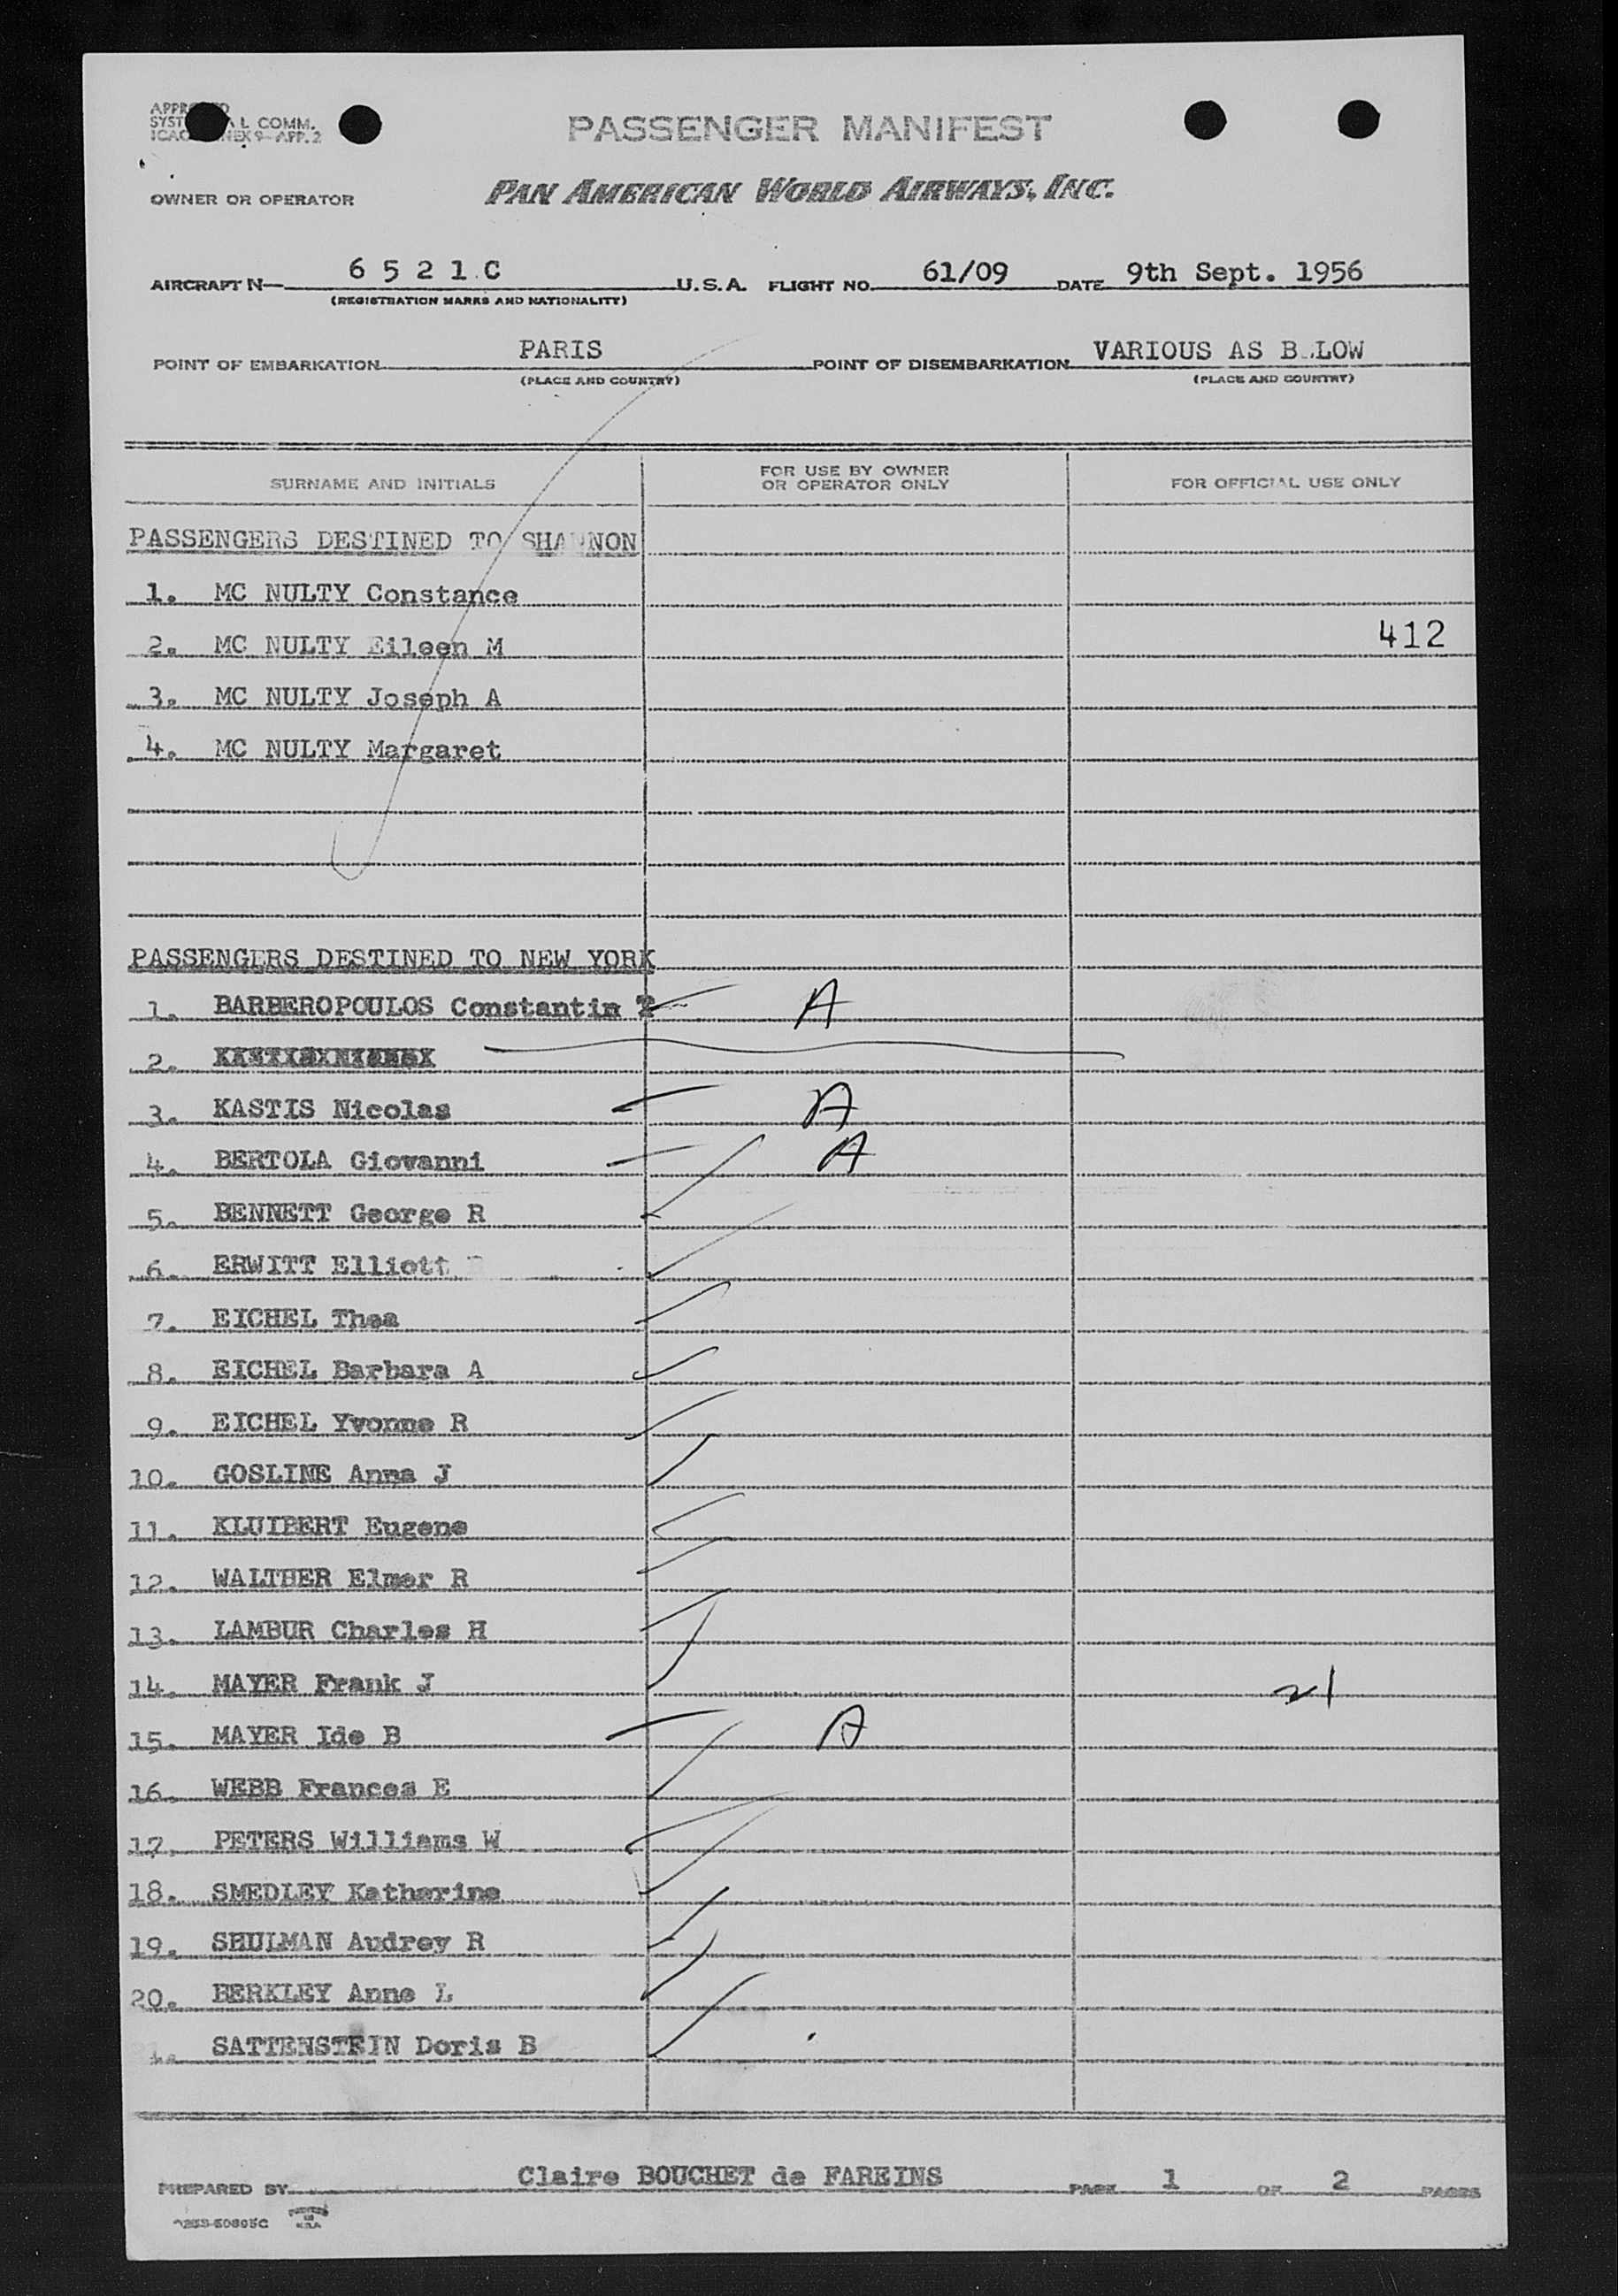 PASSENGER MANIFEST
L COMM.
9-APP. 2
OWNER OR OPERATOR PAN AMERICAN WORLD AIRWAYS, INC.
AIRCRAFT N 6 5 2 1 C U.S.A. FLIGHT NO. 61/09 DATE 9th Sept. 1956
(REGISTRATION MARKS AND NATIONALITY)
POINT OF EMBARKATION PARIS POINT OF DISEMBARKATION VARIOUS AS B LOW
(PLACE AND COUNTRY) (PLACE AND COUNTRY)
SURNAME AND INITIALS FOR USE BY OWNER OR OPERATOR ONLY FOR OFFICIAL USE ONLY
PASSENGERS DESTINED TO SHANNON
1. MC NULTY Constance
2. MC NULTY Eileen M 412
3. MC NULTY Joseph A
4. MC NULTY Margaret
PASSENGERS DESTINED TO NEW YORK
1. BARBEROPOULOS Constantin A
2.
3. KASTIS Nicolas A
4. BERTOLA Giovanni A
5. BENNETT George R
6. ERWITT Elliott
7. EICHEL Thea
8. EICHEL Barbara A
9. EICHEL Yvonne R
10. GOSLINE Anna J
11. KLUIBERT Eugene
12. WALTHER Elmer R
13. LAMBUR Charles H
14. MAYER Frank J 21
15. MAYER Ide B A
16. WEBB Frances E
17. PETERS Williams W
18. SMEDLEY Katherine
19. SHULMAN Audrey R
20. BERKLEY Anne L
SATTENSTEIN Doris B
PREPARED BY Claire BOUCHET de FAREINS PAGE 1 OF 2 PAGES